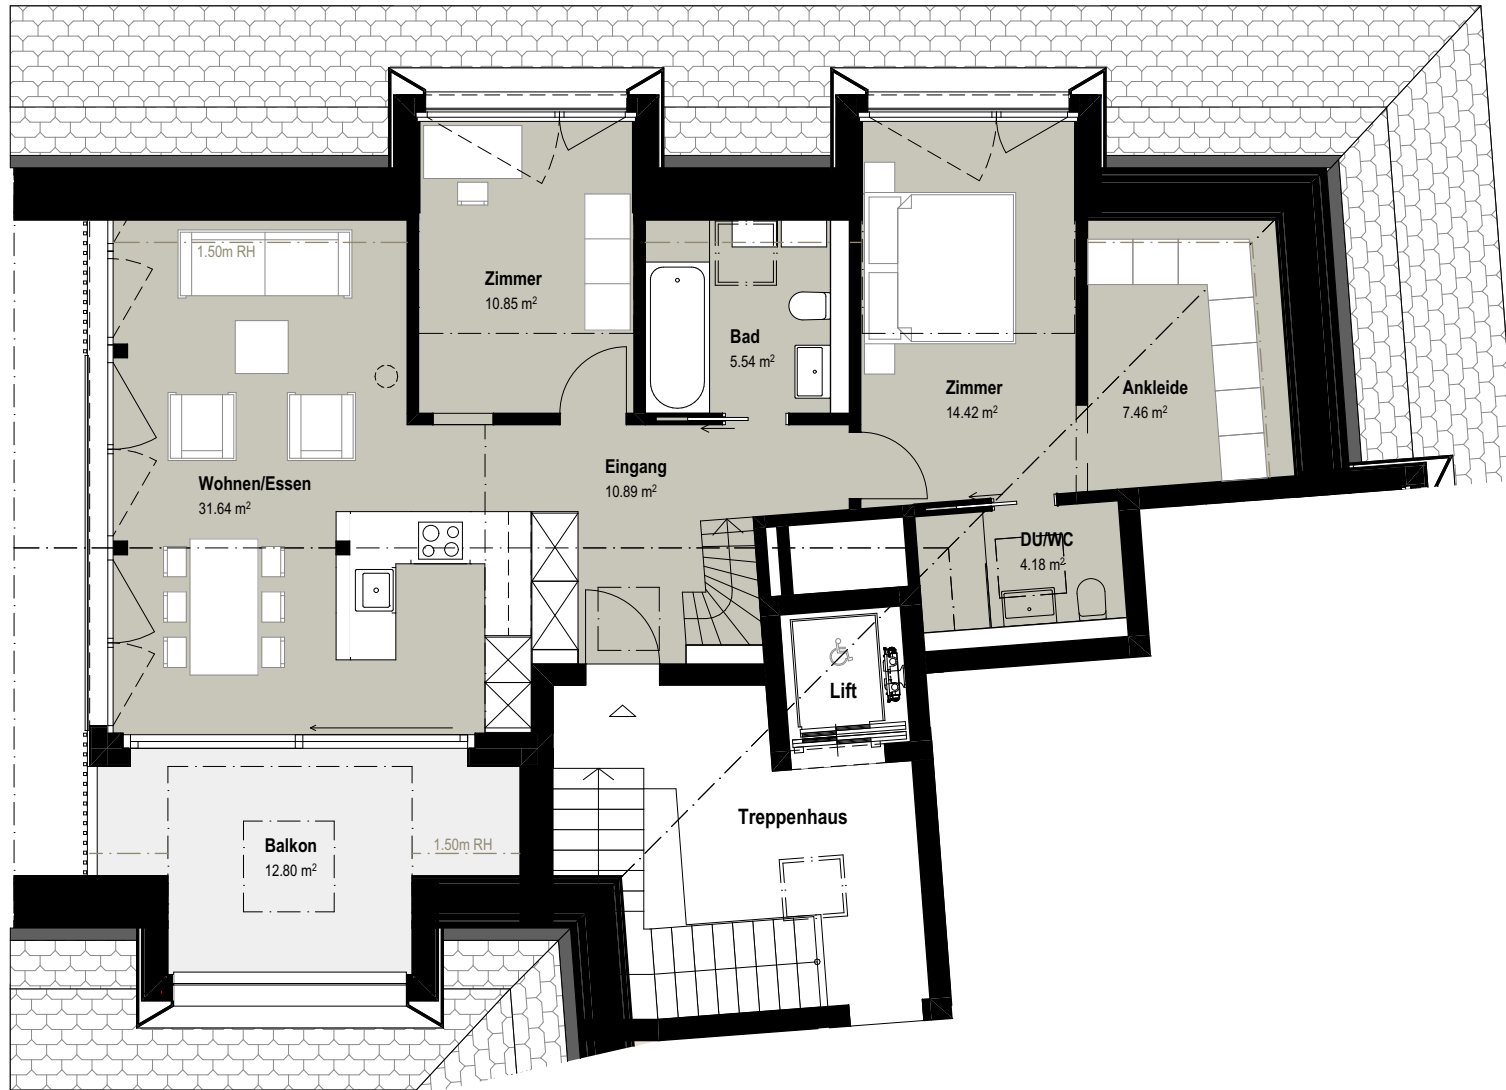 1.50m RH
Zimmer
10.85 m²
Bad
5.54 m²
Zimmer
14.42 m²
Ankleide
7.46 m²
Wohnen/Essen
31.64 m²
Eingang
10.89 m²
DU/WC
4.18 m²
Lift
Treppenhaus
Balkon
12.80 m²
1.50m RH